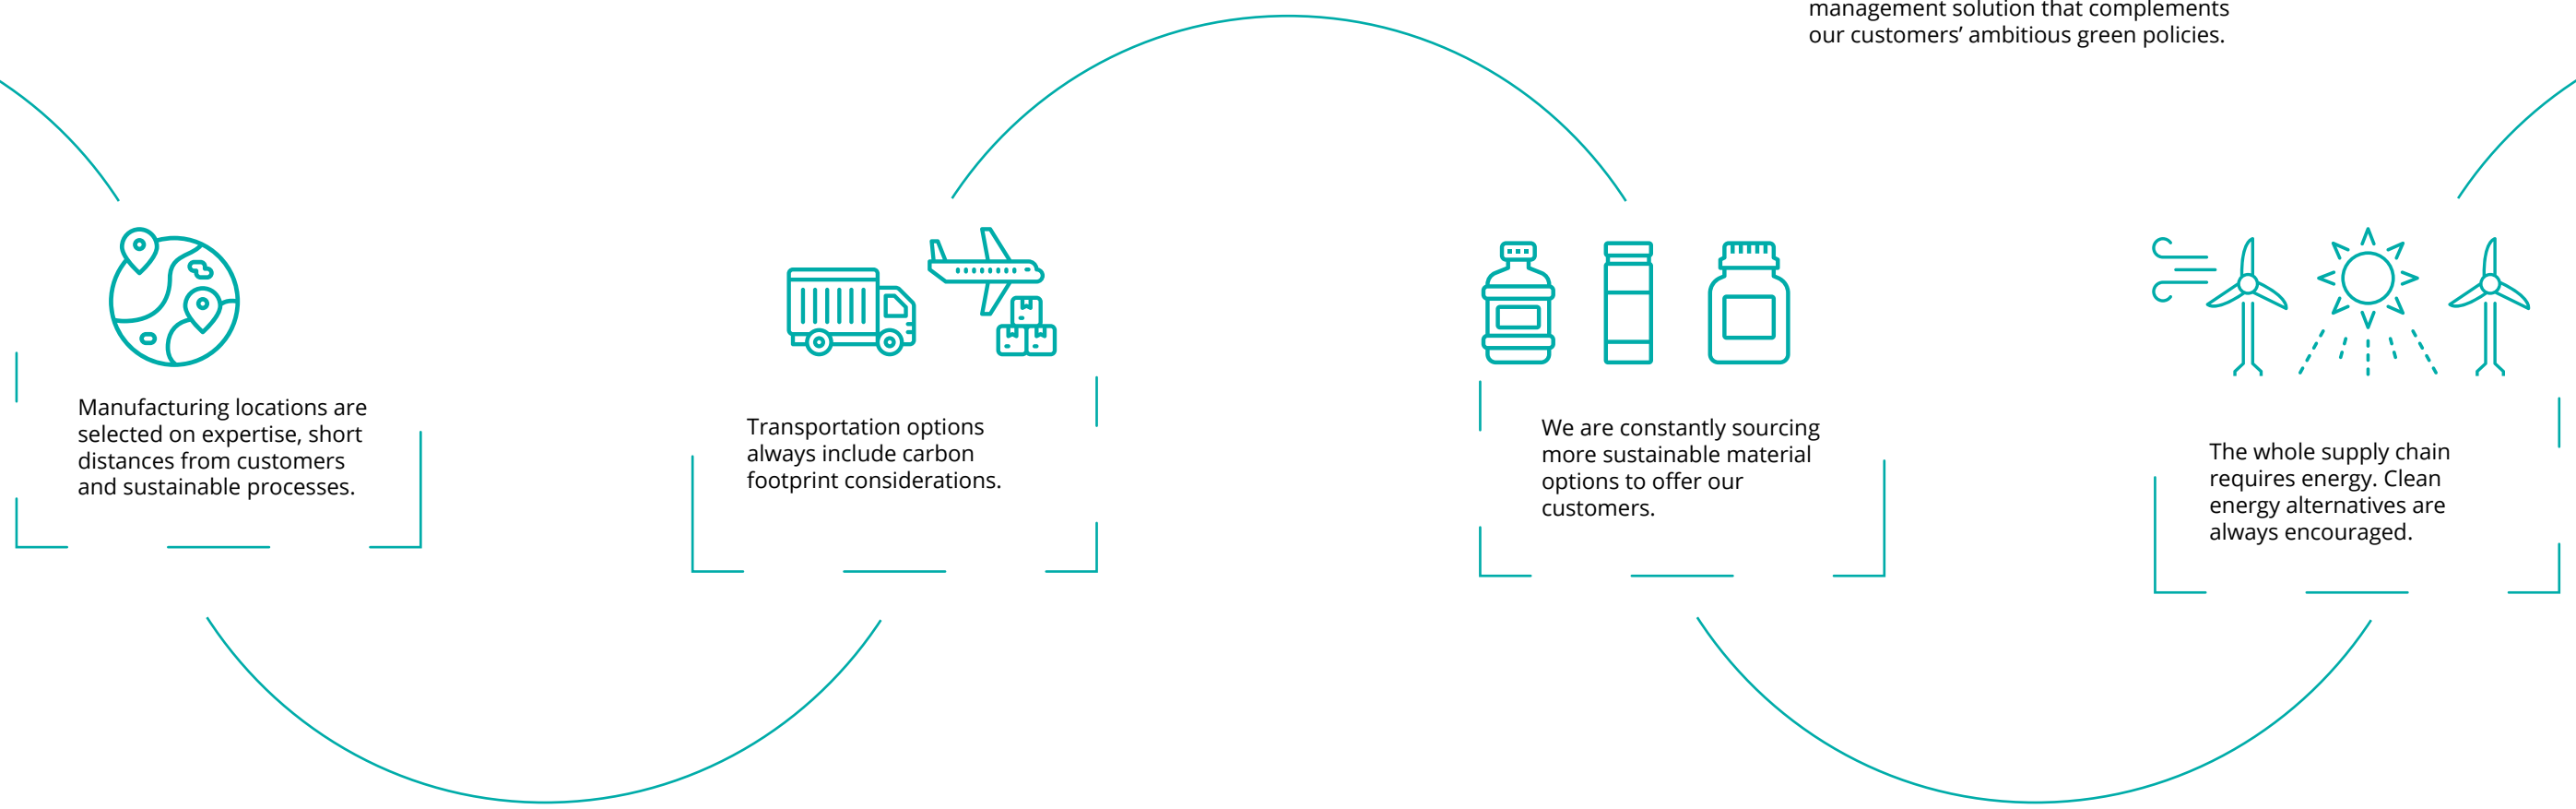 management solution that complements
our customers’ ambitious green policies.
Manufacturing locations are
selected on expertise, short
distances from customers
and sustainable processes.
Transportation options
always include carbon
footprint considerations.
We are constantly sourcing
more sustainable material
options to offer our
customers.
The whole supply chain
requires energy. Clean
energy alternatives are
always encouraged.